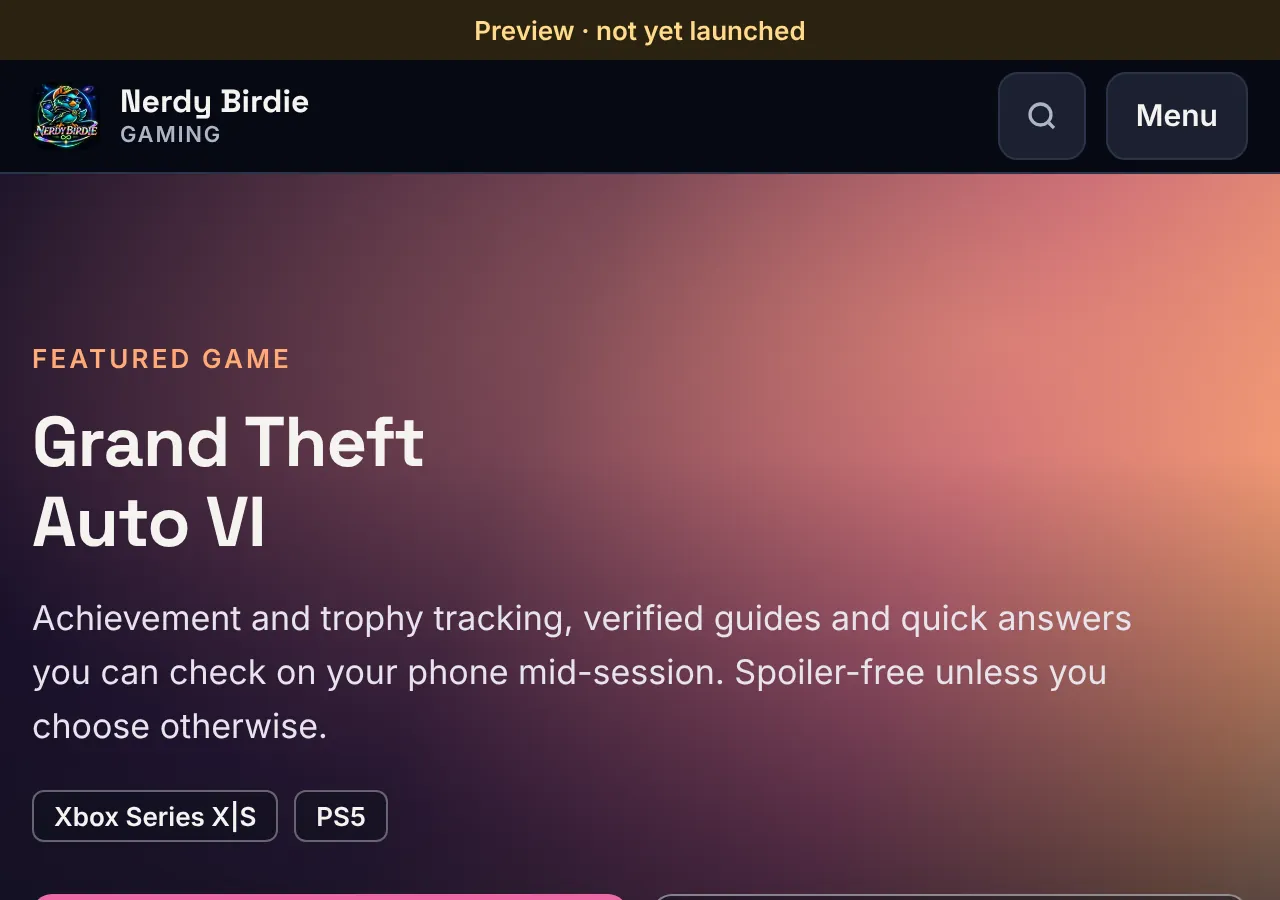 Preview · not yet launched
NERDY BIRDIE
Nerdy Birdie
GAMING
Menu
FEATURED GAME
Grand Theft
Auto VI
Achievement and trophy tracking, verified guides and quick answers
you can check on your phone mid-session. Spoiler-free unless you
choose otherwise.
Xbox Series X|S
PS5